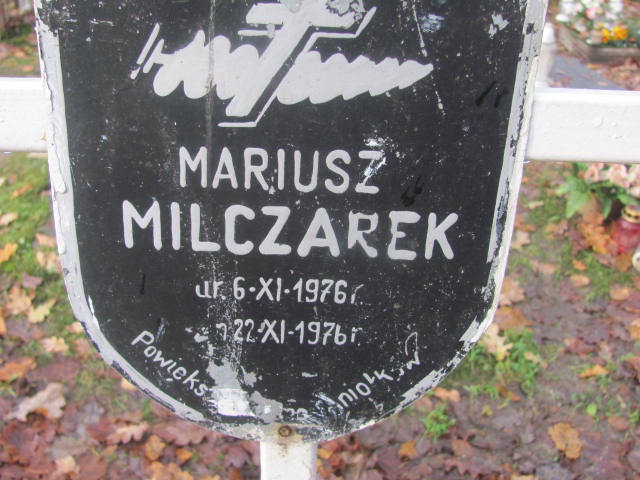 MARIUSZ
MILCZAREK
ur. 6-XI-1976r
22-XI-1976r